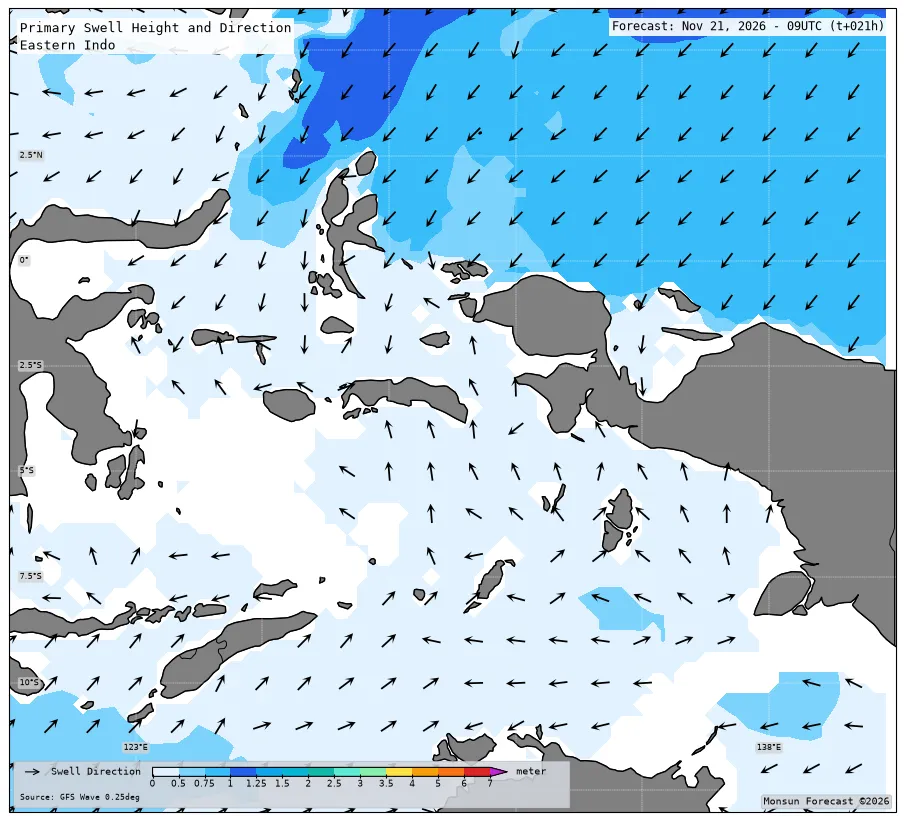 Primary Swell Height and Direction
Eastern Indo
Forecast: Nov 21, 2026 - 09UTC (t+021h)
2.5°N
0°
2.5°S
5°S
7.5°S
10°S
123°E
138°E
Swell Direction
meter
0 0.5 0.75 1 1.25 1.5 2 2.5 3 3.5 4 5 6 7
Source: GFS Wave 0.25deg
Monsun Forecast ©2026